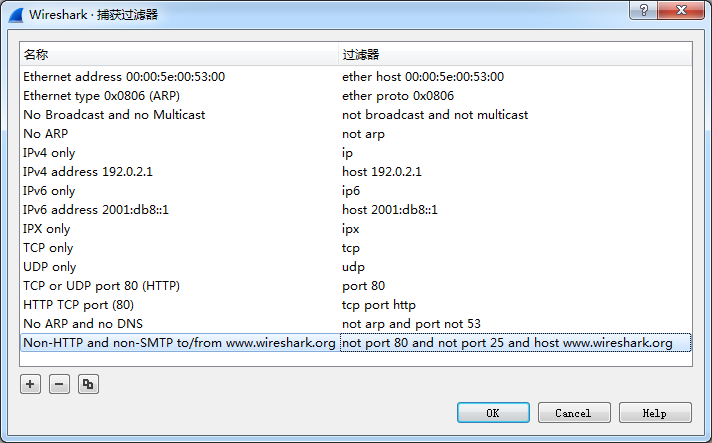 Wireshark · 捕获过滤器
名称 过滤器
Ethernet address 00:00:5e:00:53:00 ether host 00:00:5e:00:53:00
Ethernet type 0x0806 (ARP) ether proto 0x0806
No Broadcast and no Multicast not broadcast and not multicast
No ARP not arp
IPv4 only ip
IPv4 address 192.0.2.1 host 192.0.2.1
IPv6 only ip6
IPv6 address 2001:db8::1 host 2001:db8::1
IPX only ipx
TCP only tcp
UDP only udp
TCP or UDP port 80 (HTTP) port 80
HTTP TCP port (80) tcp port http
No ARP and no DNS not arp and port not 53
Non-HTTP and non-SMTP to/from www.wireshark.org not port 80 and not port 25 and host www.wireshark.org
OK Cancel Help